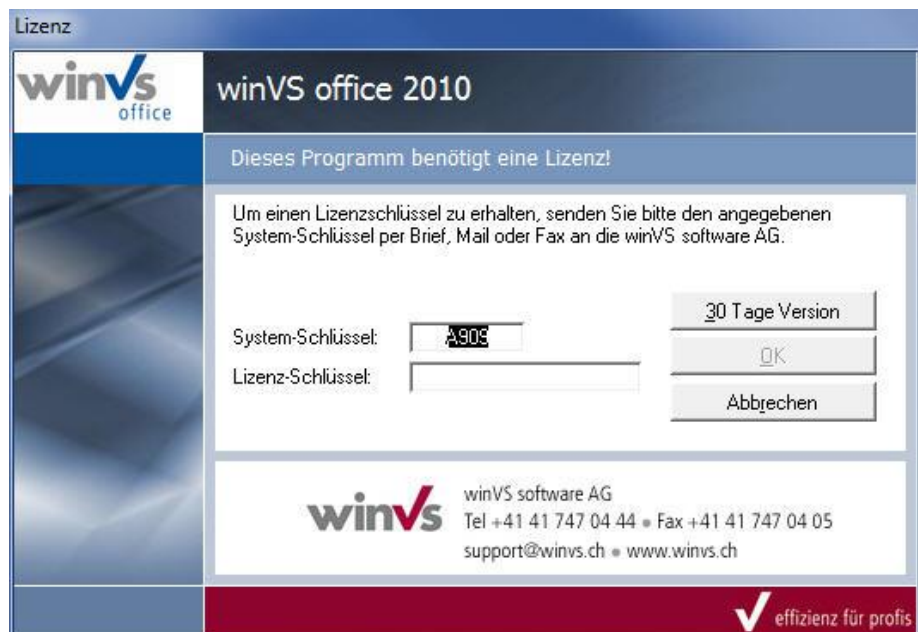 Lizenz
winvs
office
winVS office 2010
Dieses Programm benötigt eine Lizenz!
Um einen Lizenzschlüssel zu erhalten, senden Sie bitte den angegebenen
System-Schlüssel per Brief, Mail oder Fax an die winVS software AG.
30 Tage Version
System-Schlüssel: A909
OK
Lizenz-Schlüssel:
Abbrechen
winvs
winVS software AG
Tel +41 41 747 04 44 • Fax +41 41 747 04 05
support@winvs.ch • www.winvs.ch
effizienz für profis